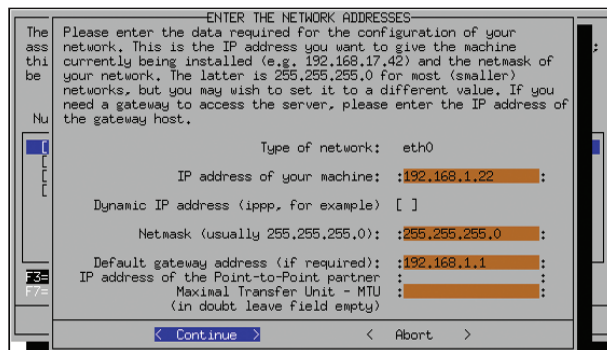 ENTER THE NETWORK ADDRESSES
Please enter the data required for the configuration of your
network. This is the IP address you want to give the machine
currently being installed (e.g. 192.168.17.42) and the netmask of
your network. The latter is 255.255.255.0 for most (smaller)
networks, but you may wish to set it to a different value. If you
need a gateway to access the server, please enter the IP address of
the gateway host.
Type of network: eth0
IP address of your machine: :192.168.1.22 :
Dynamic IP address (ippp, for example) [ ]
Netmask (usually 255.255.255.0): :255.255.255.0 :
Default gateway address (if required): :192.168.1.1 :
IP address of the Point-to-Point partner : :
Maximal Transfer Unit - MTU : :
(in doubt leave field empty)
< Continue > < Abort >
The
ass
thi
be
Nu
[
[
[
[
F3=
F7=
;